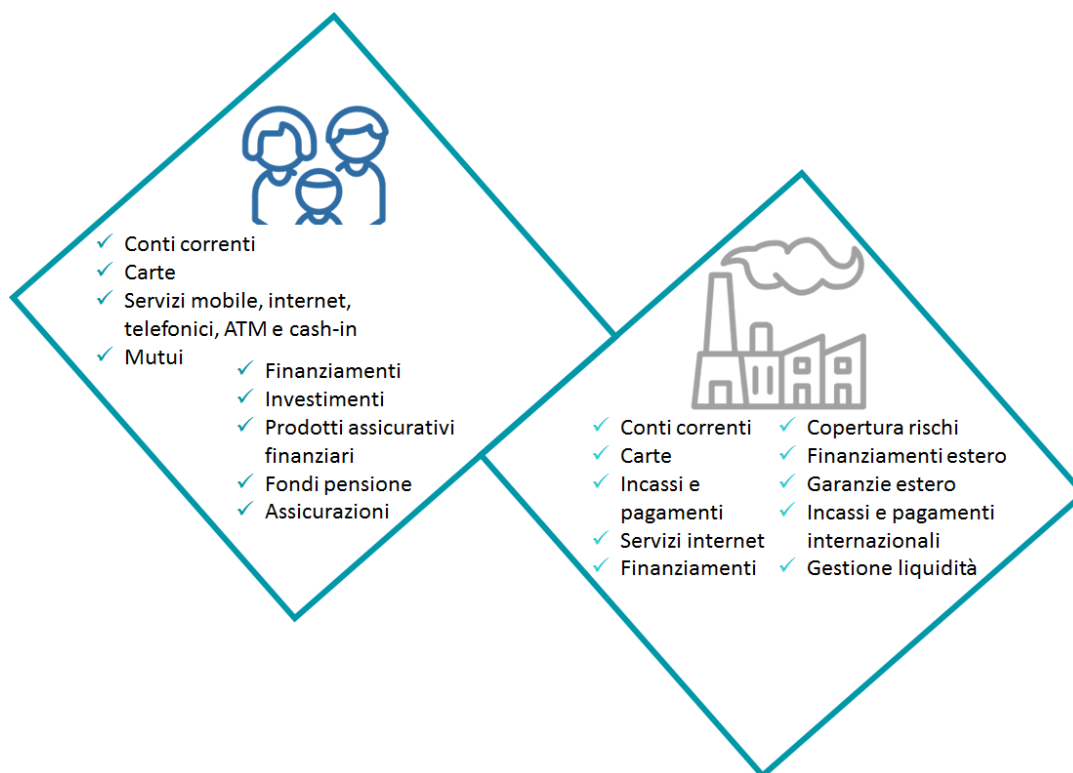 Conti correnti
Carte
Servizi mobile, internet,
telefonici, ATM e cash-in
Mutui
Finanziamenti
Investimenti
Prodotti assicurativi
finanziari
Fondi pensione
Assicurazioni
Conti correnti
Carte
Incassi e
pagamenti
Servizi internet
Finanziamenti
Copertura rischi
Finanziamenti estero
Garanzie estero
Incassi e pagamenti
internazionali
Gestione liquidità